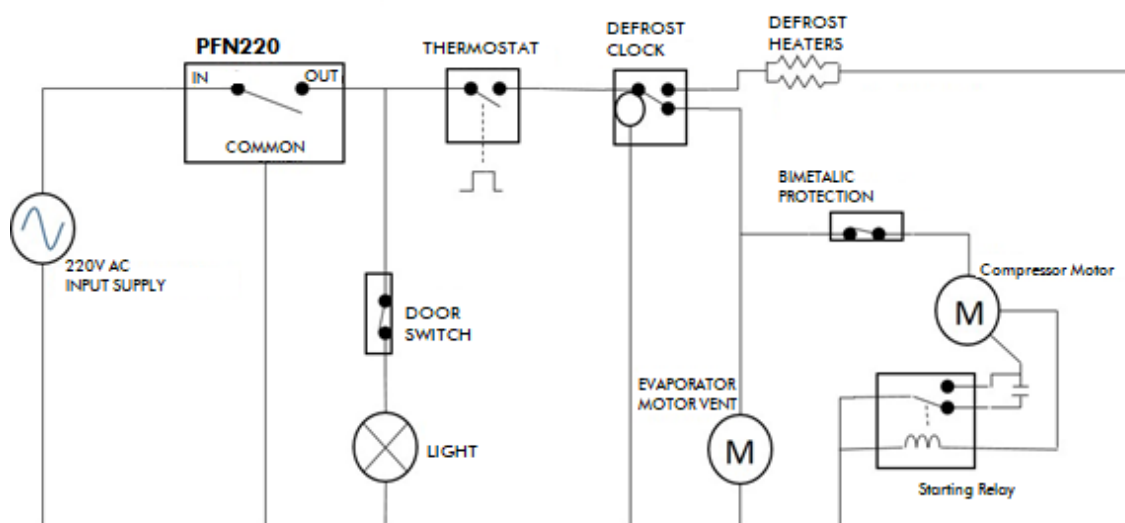 PFN220
IN
OUT
COMMON
THERMOSTAT
DEFROST
CLOCK
DEFROST
HEATERS
BIMETALIC
PROTECTION
220V AC
INPUT SUPPLY
Compressor Motor
M
DOOR
SWITCH
EVAPORATOR
MOTOR VENT
M
LIGHT
Starting Relay